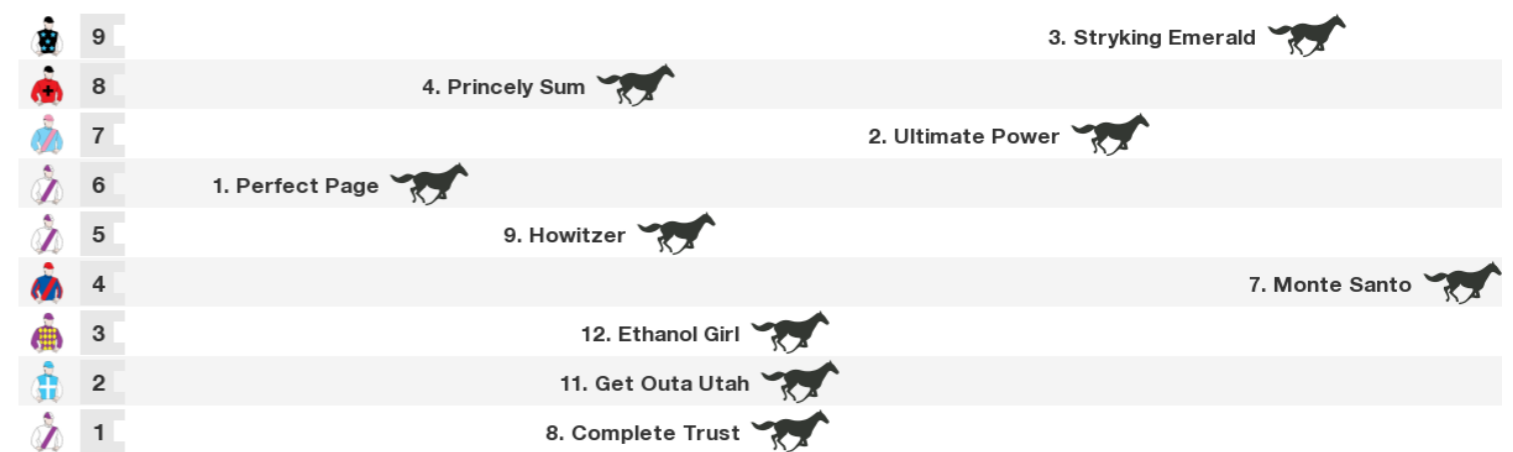 9 3. Stryking Emerald
8 4. Princely Sum
7 2. Ultimate Power
6 1. Perfect Page
5 9. Howitzer
4 7. Monte Santo
3 12. Ethanol Girl
2 11. Get Outa Utah
1 8. Complete Trust